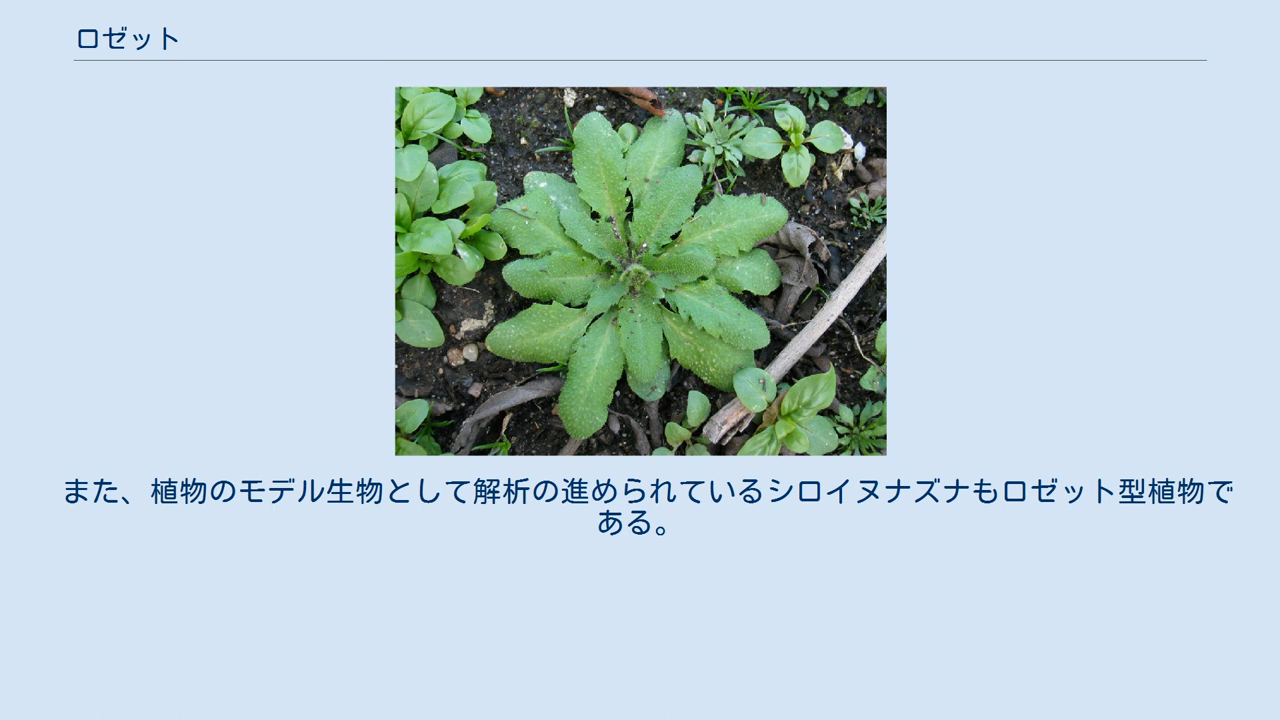 ロゼット
また、植物のモデル生物として解析の進められているシロイヌナズナもロゼット型植物で
ある。